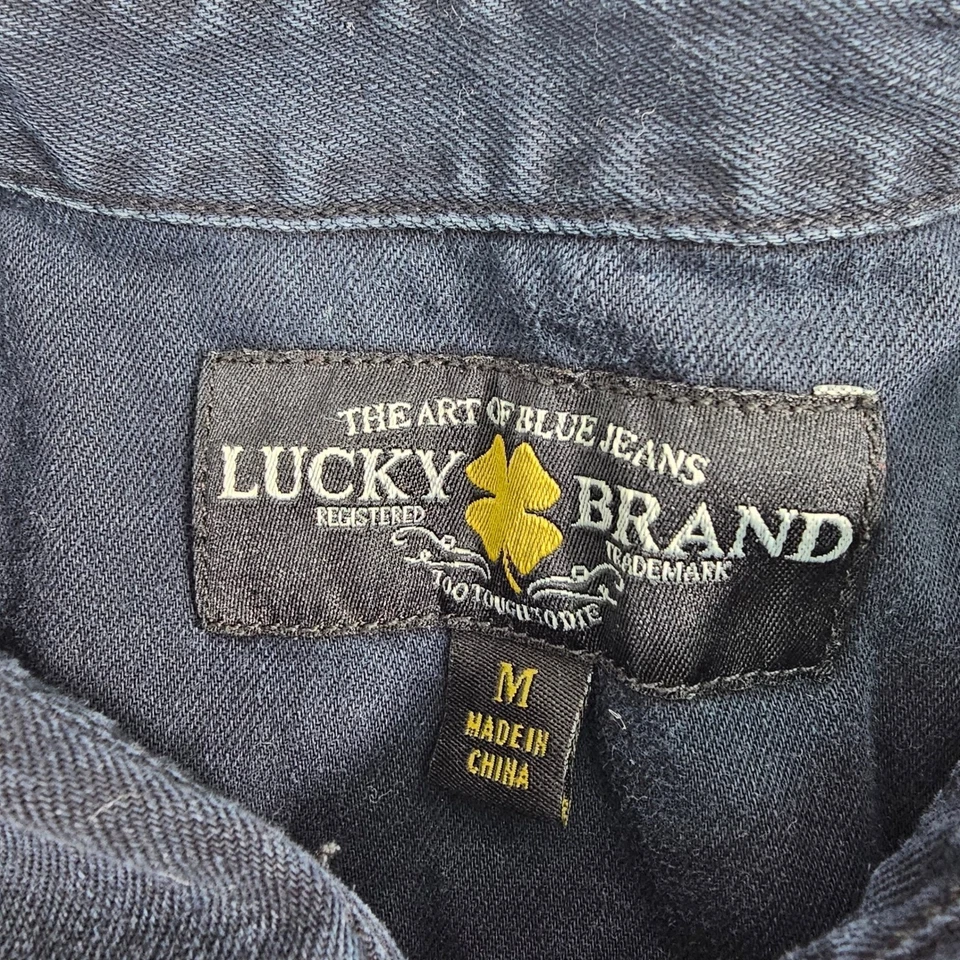 THE ART OF BLUE JEANS
LUCKY BRAND
REGISTERED TRADEMARK
TOO TOUGH TO DIE
M
MADE IN
CHINA